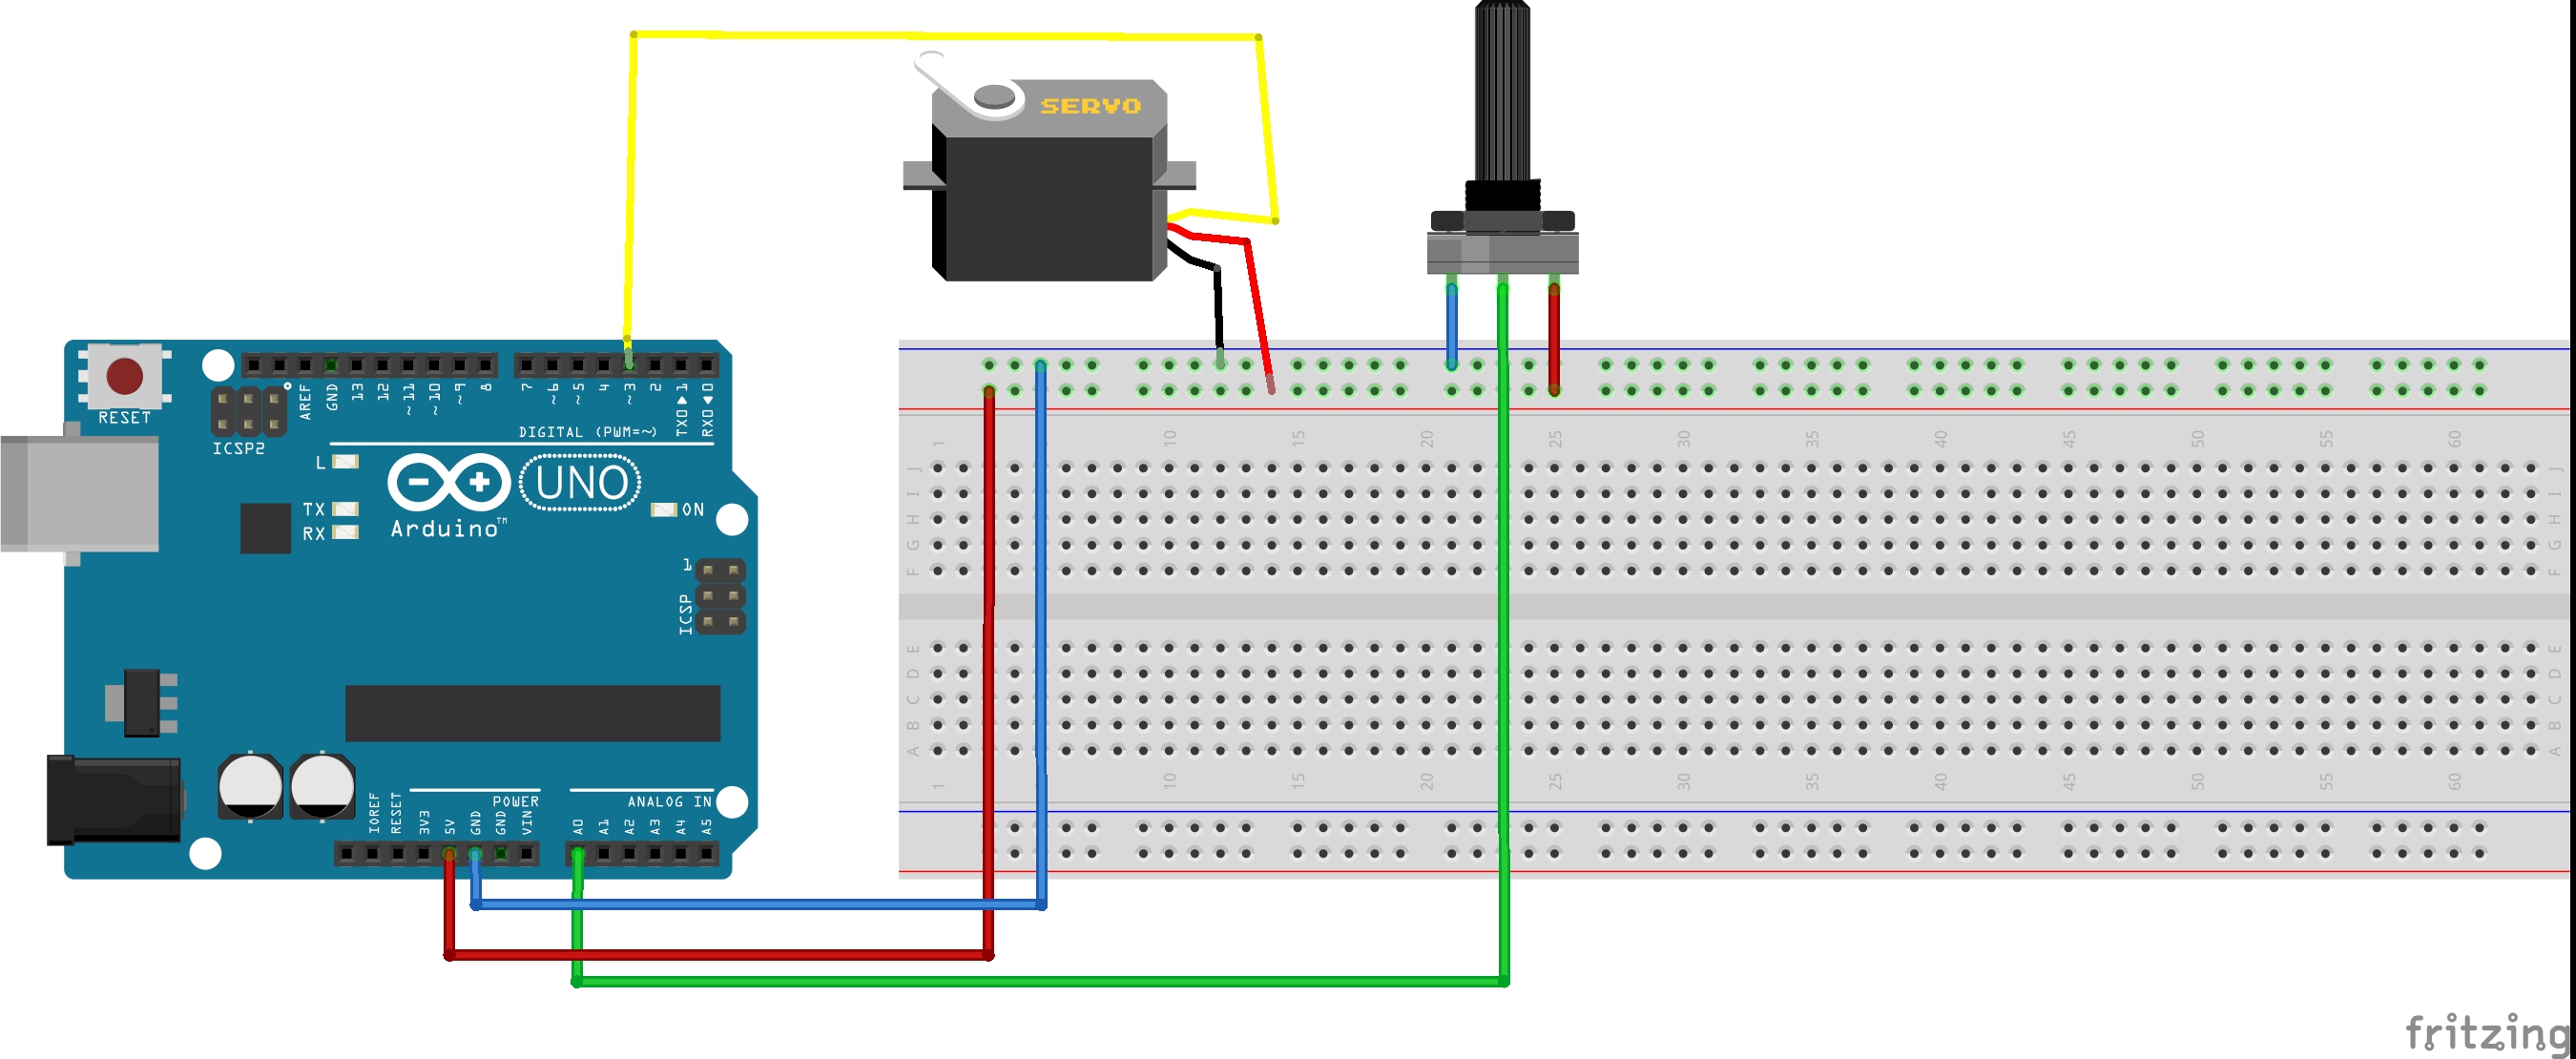 SERVO
RESET
ICSP2
AREF
GND
13
12
~11
~10
~9
8
7
~6
~5
4
~3
2
TX0▶1
RX0◀0
DIGITAL (PWM=~)
L
TX
RX
Arduino™
UNO
ON
1
ICSP
IOREF
RESET
3V3
5V
GND
GND
VIN
POWER
A0
A1
A2
A3
A4
A5
ANALOG IN
1 10 15 20 25 30 35 40 45 50 55 60
J J
I I
H H
G G
F F
E E
D D
C C
B B
A A
1 10 15 20 25 30 35 40 45 50 55 60
fritzing